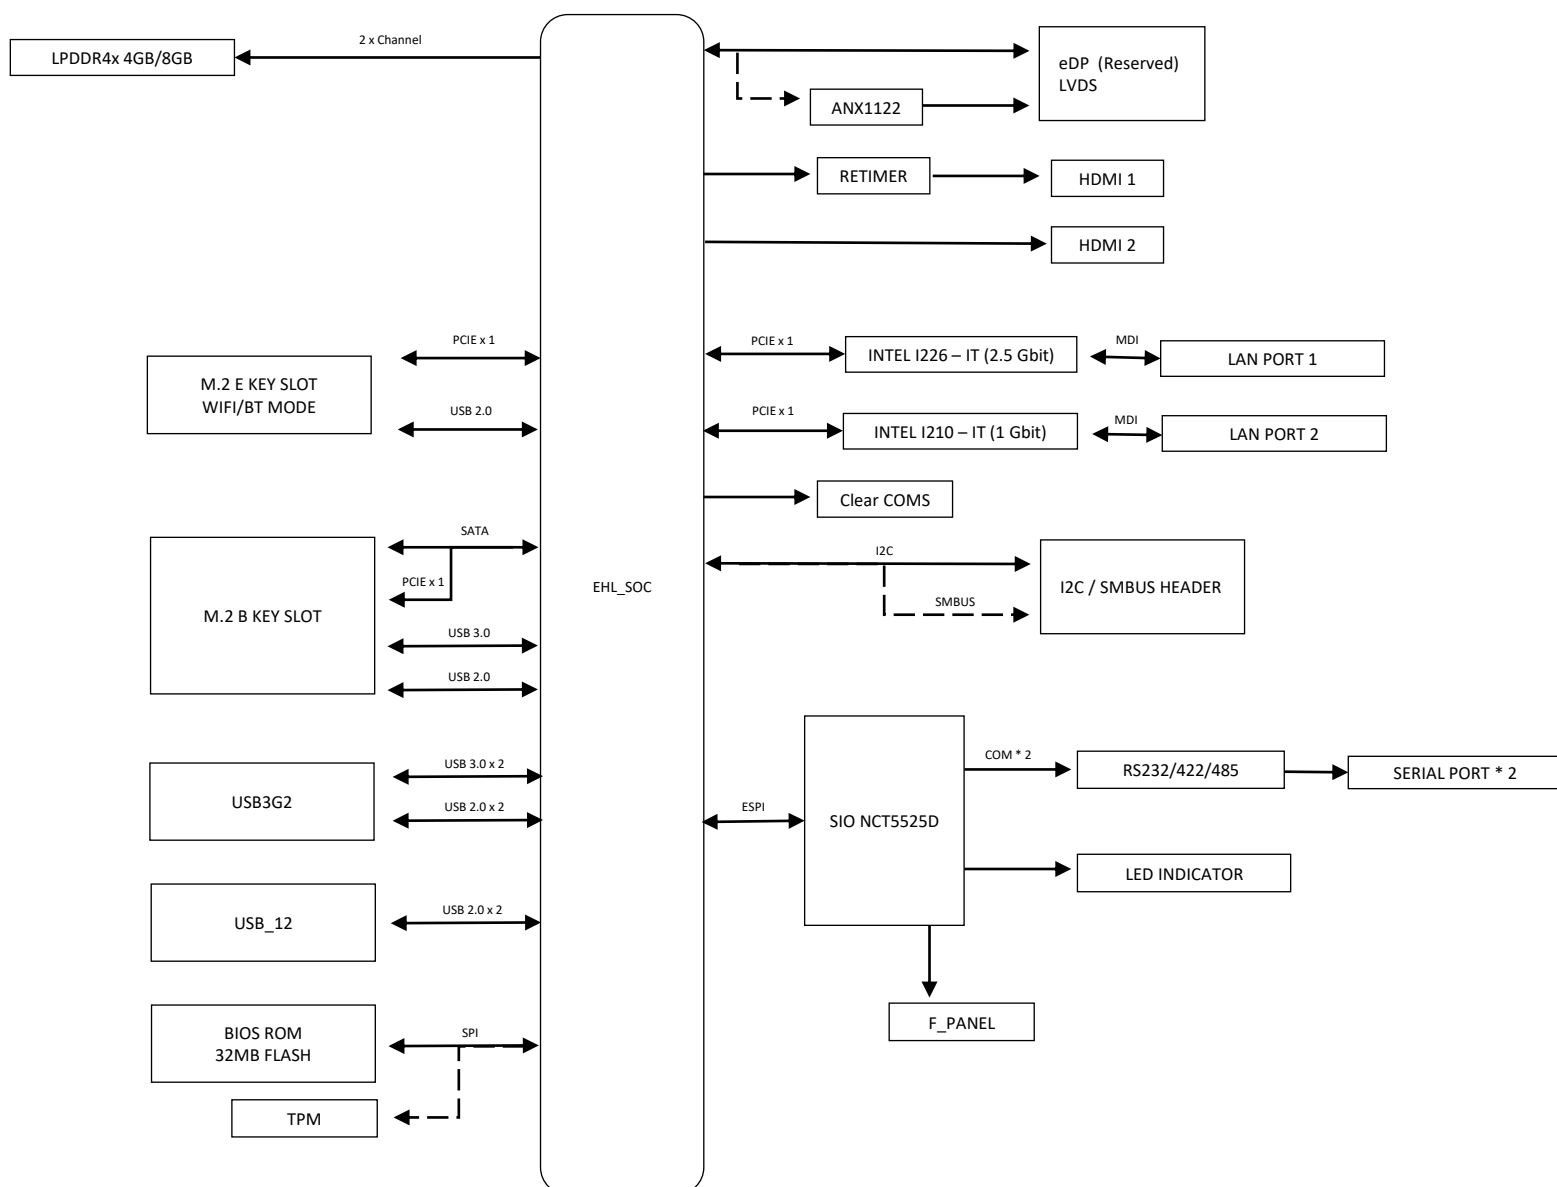 2 x Channel
LPDDR4x 4GB/8GB
eDP (Reserved)
LVDS
ANX1122
RETIMER
HDMI 1
HDMI 2
PCIE x 1
M.2 E KEY SLOT
WIFI/BT MODE
USB 2.0
PCIE x 1
INTEL I226 – IT (2.5 Gbit)
MDI
LAN PORT 1
PCIE x 1
INTEL I210 – IT (1 Gbit)
MDI
LAN PORT 2
Clear COMS
SATA
PCIE x 1
M.2 B KEY SLOT
USB 3.0
USB 2.0
EHL_SOC
I2C
SMBUS
I2C / SMBUS HEADER
USB 3.0 x 2
USB3G2
USB 2.0 x 2
ESPI
SIO NCT5525D
COM * 2
RS232/422/485
SERIAL PORT * 2
LED INDICATOR
USB_12
USB 2.0 x 2
F_PANEL
BIOS ROM
32MB FLASH
SPI
TPM